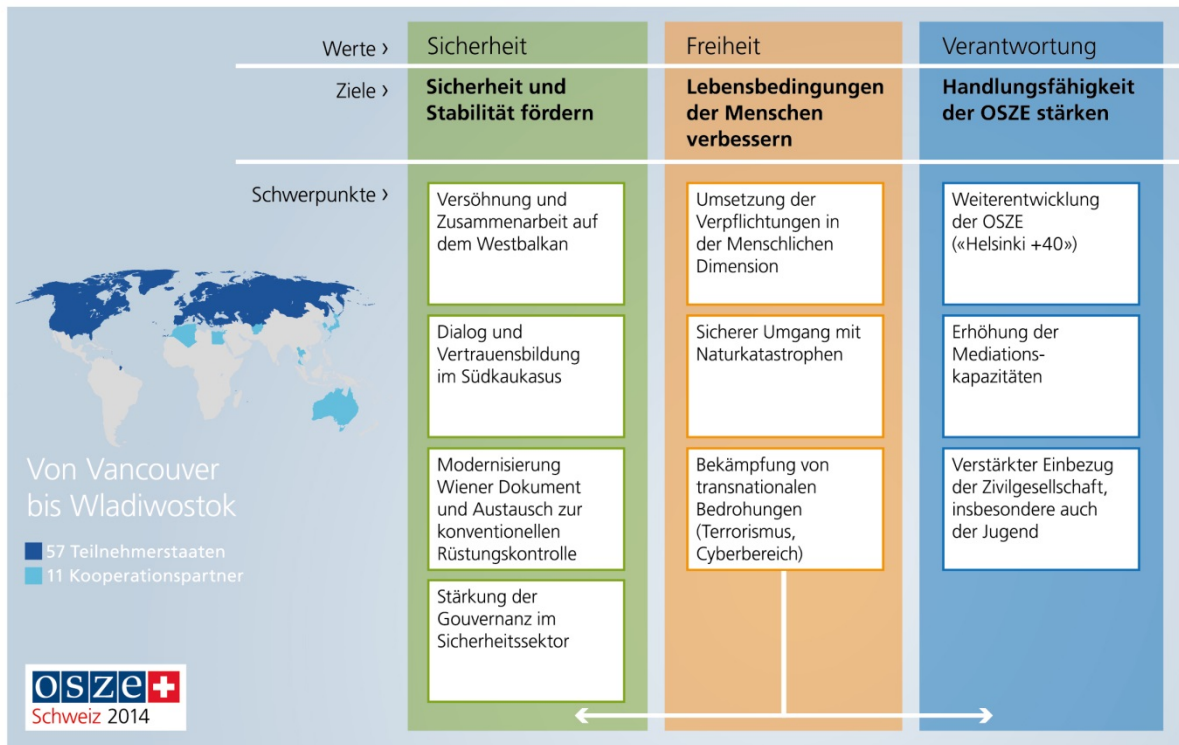 Werte ›
Sicherheit
Freiheit
Verantwortung
Ziele ›
Sicherheit und
Stabilität fördern
Lebensbedingungen
der Menschen
verbessern
Handlungsfähigkeit
der OSZE stärken
Schwerpunkte ›
Versöhnung und
Zusammenarbeit auf
dem Westbalkan
Dialog und
Vertrauensbildung
im Südkaukasus
Modernisierung
Wiener Dokument
und Austausch zur
konventionellen
Rüstungskontrolle
Stärkung der
Gouvernanz im
Sicherheitssektor
Umsetzung der
Verpflichtungen in
der Menschlichen
Dimension
Sicherer Umgang mit
Naturkatastrophen
Bekämpfung von
transnationalen
Bedrohungen
(Terrorismus,
Cyberbereich)
Weiterentwicklung
der OSZE
(«Helsinki +40»)
Erhöhung der
Mediations-
kapazitäten
Verstärkter Einbezug
der Zivilgesellschaft,
insbesondere auch
der Jugend
Von Vancouver
bis Wladiwostok
57 Teilnehmerstaaten
11 Kooperationspartner
osze
Schweiz 2014